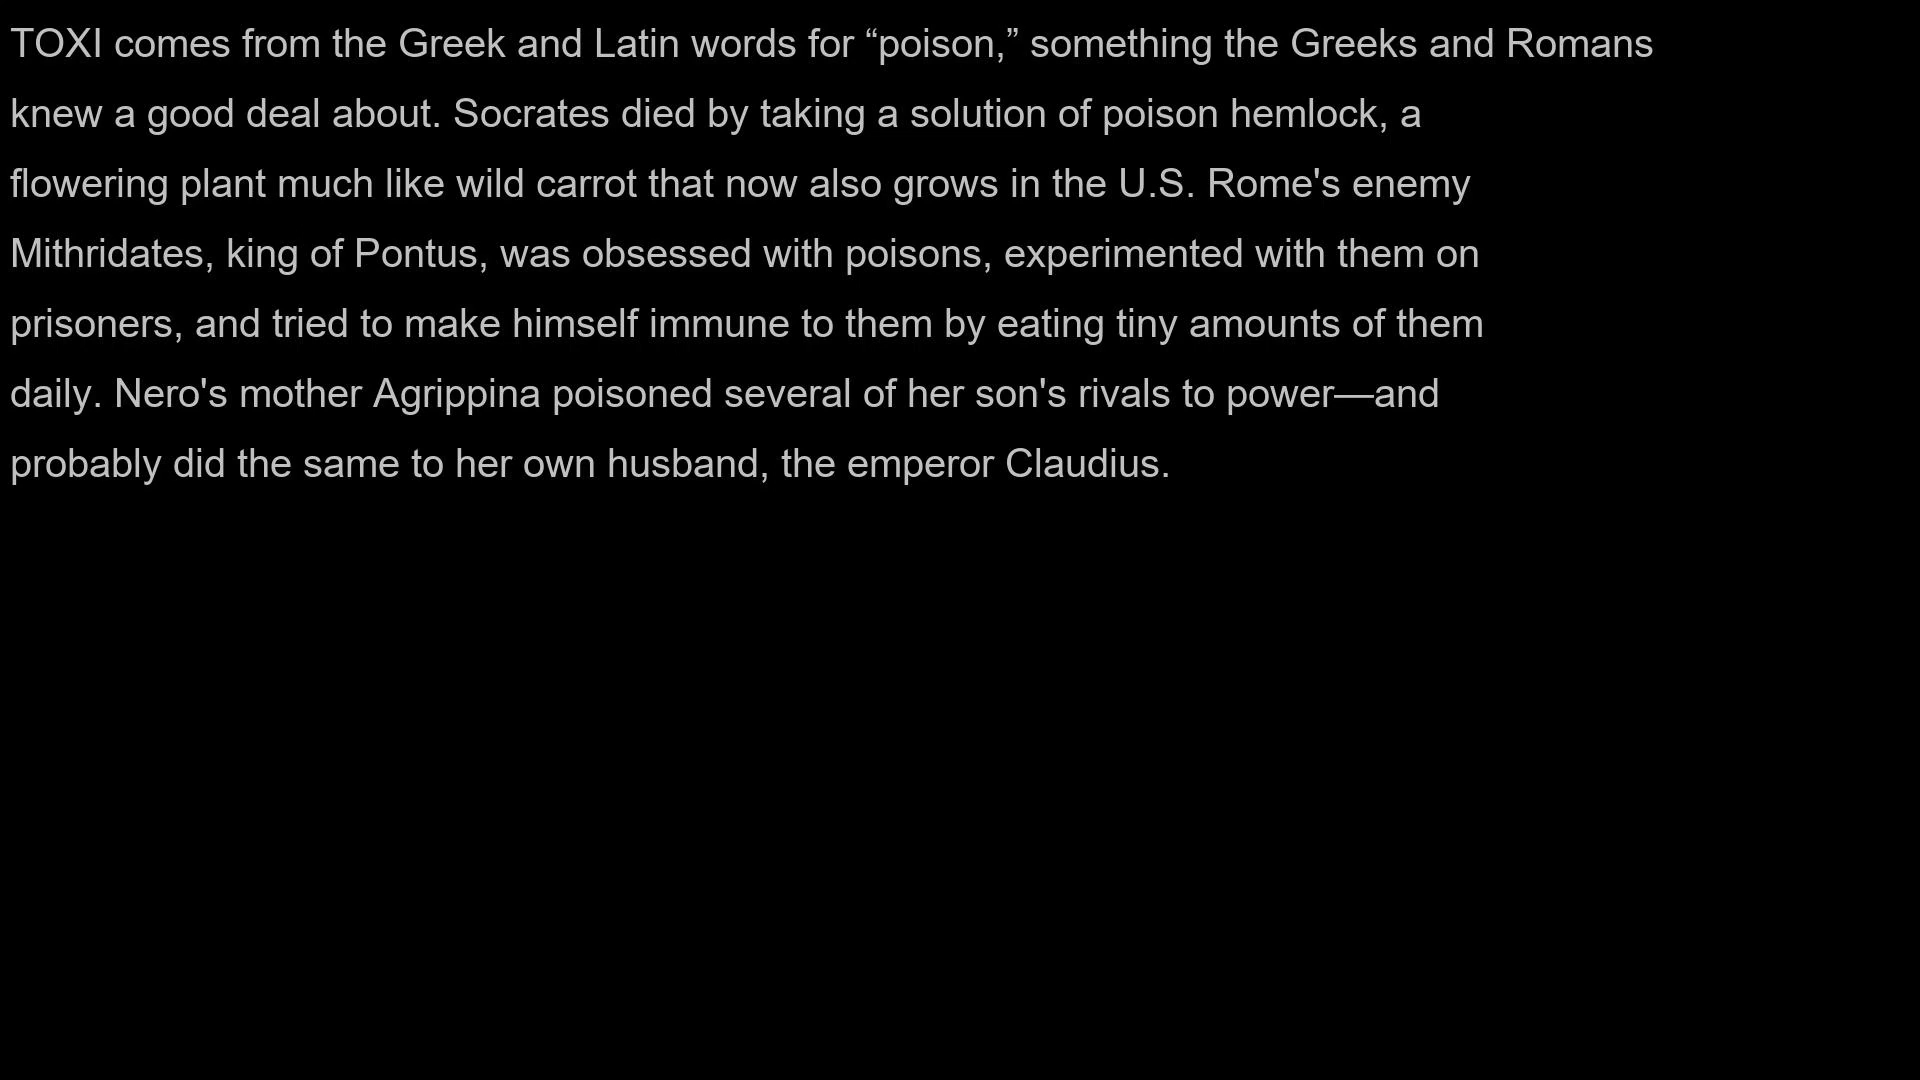 TOXI comes from the Greek and Latin words for “poison,” something the Greeks and Romans
knew a good deal about. Socrates died by taking a solution of poison hemlock, a
flowering plant much like wild carrot that now also grows in the U.S. Rome's enemy
Mithridates, king of Pontus, was obsessed with poisons, experimented with them on
prisoners, and tried to make himself immune to them by eating tiny amounts of them
daily. Nero's mother Agrippina poisoned several of her son's rivals to power—and
probably did the same to her own husband, the emperor Claudius.